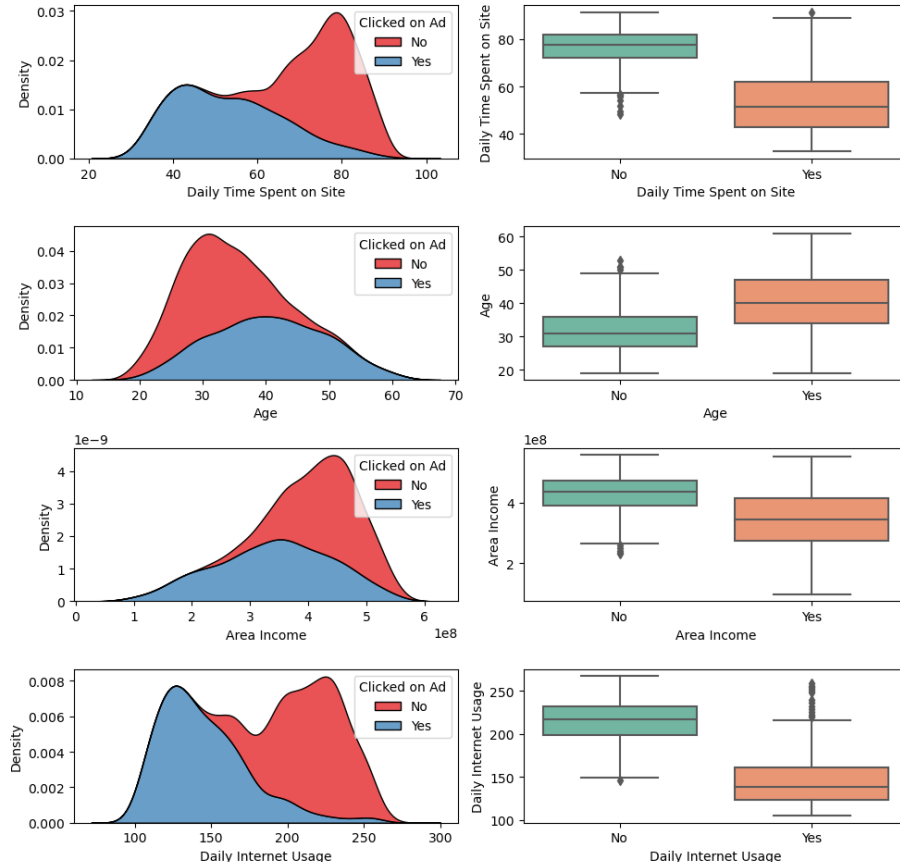 0.03
0.02
0.01
0.00
Density
Clicked on Ad
No
Yes
20 40 60 80 100
Daily Time Spent on Site
80
60
40
Daily Time Spent on Site
No Yes
Daily Time Spent on Site
0.04
0.03
0.02
0.01
0.00
Density
Clicked on Ad
No
Yes
10 20 30 40 50 60 70
Age
60
50
40
30
20
Age
No Yes
Age
1e−9
4
3
2
1
0
Density
Clicked on Ad
No
Yes
0 1 2 3 4 5 6
1e8
Area Income
1e8
4
2
Area Income
No Yes
Area Income
0.008
0.006
0.004
0.002
0.000
Density
Clicked on Ad
No
Yes
100 150 200 250 300
Daily Internet Usage
250
200
150
100
Daily Internet Usage
No Yes
Daily Internet Usage